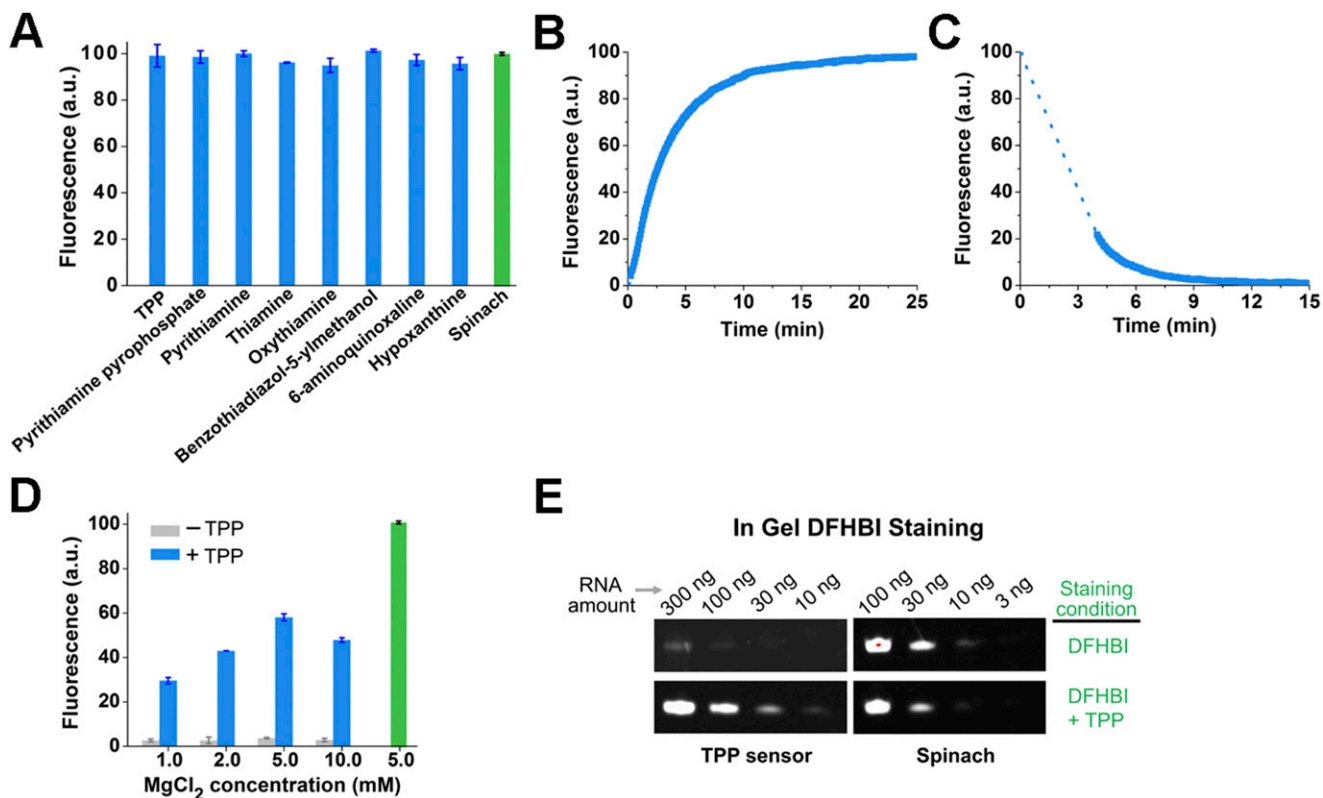 A
Fluorescence (a.u.)
100
80
60
40
20
0
TPP
Pyrithiamine pyrophosphate
Pyrithiamine
Thiamine
Oxythiamine
Benzothiadiazol-5-ylmethanol
6-aminoquinoxaline
Hypoxanthine
Spinach
B
Fluorescence (a.u.)
100
80
60
40
20
0
0 5 10 15 20 25
Time (min)
C
Fluorescence (a.u.)
100
80
60
40
20
0
0 3 6 9 12 15
Time (min)
D
Fluorescence (a.u.)
100
80
60
40
20
0
– TPP
+ TPP
1.0 2.0 5.0 10.0 5.0
MgCl2 concentration (mM)
E
In Gel DFHBI Staining
RNA
amount
300 ng 100 ng 30 ng 10 ng 100 ng 30 ng 10 ng 3 ng
Staining
condition
DFHBI
DFHBI
+ TPP
TPP sensor Spinach